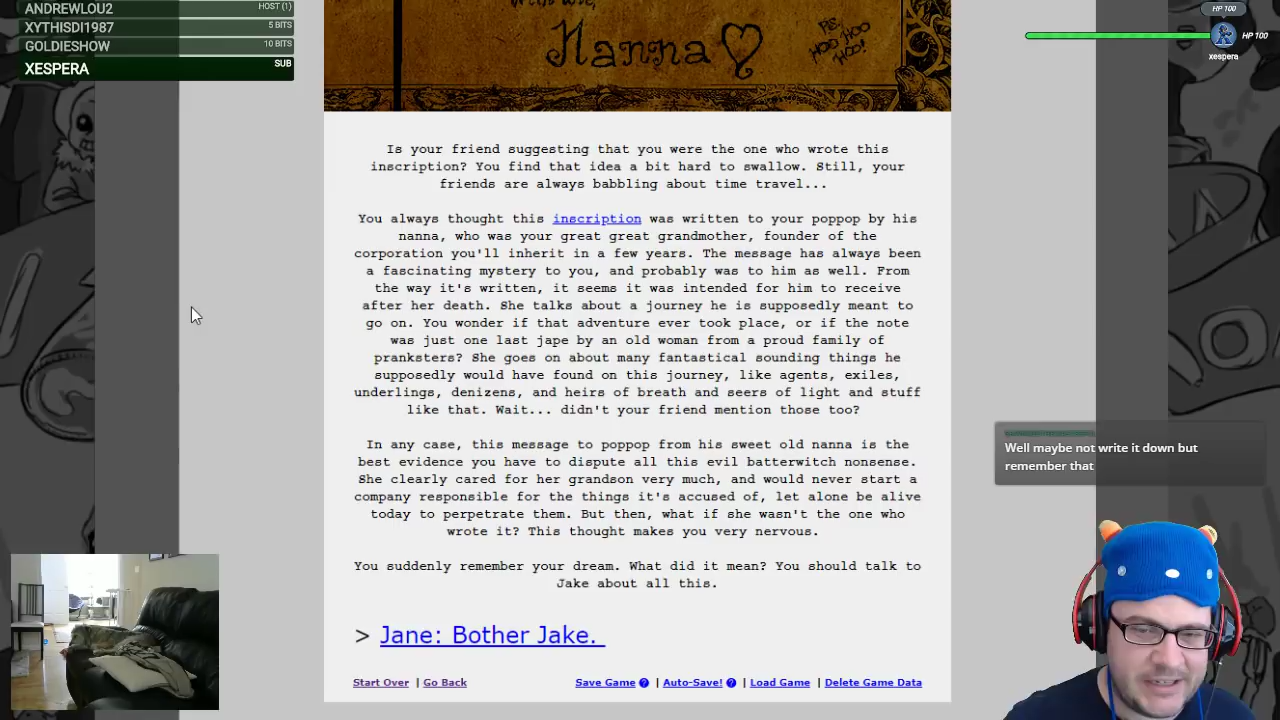 ANDREWLOU2 HOST (1)
XYTHISDI1987 5 BITS
GOLDIESHOW 10 BITS
XESPERA SUB
HP 100
HP 100
xespera
Nanna
PS.
HOO HOO
HOO!
Is your friend suggesting that you were the one who wrote this
inscription? You find that idea a bit hard to swallow. Still, your
friends are always babbling about time travel...
You always thought this inscription was written to your poppop by his
nanna, who was your great great grandmother, founder of the
corporation you'll inherit in a few years. The message has always been
a fascinating mystery to you, and probably was to him as well. From
the way it's written, it seems it was intended for him to receive
after her death. She talks about a journey he is supposedly meant to
go on. You wonder if that adventure ever took place, or if the note
was just one last jape by an old woman from a proud family of
pranksters? She goes on about many fantastical sounding things he
supposedly would have found on this journey, like agents, exiles,
underlings, denizens, and heirs of breath and seers of light and stuff
like that. Wait... didn't your friend mention those too?
In any case, this message to poppop from his sweet old nanna is the
best evidence you have to dispute all this evil batterwitch nonsense.
She clearly cared for her grandson very much, and would never start a
company responsible for the things it's accused of, let alone be alive
today to perpetrate them. But then, what if she wasn't the one who
wrote it? This thought makes you very nervous.
You suddenly remember your dream. What did it mean? You should talk to
Jake about all this.
> Jane: Bother Jake.
Start Over | Go Back Save Game ? | Auto-Save! ? | Load Game | Delete Game Data
Well maybe not write it down but
remember that